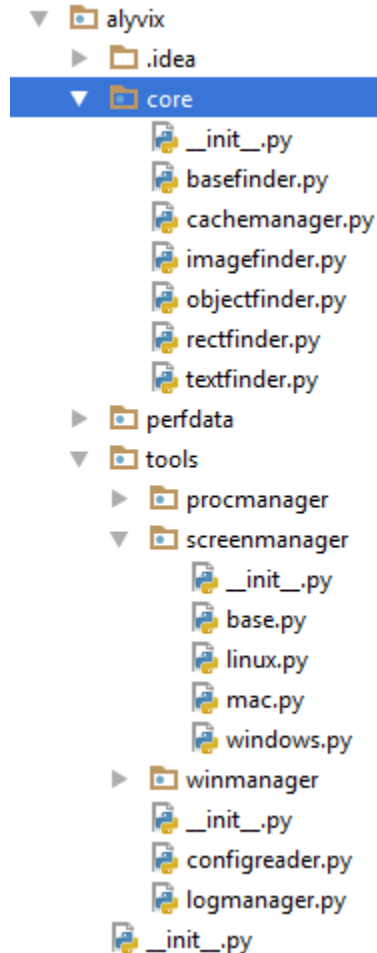 alyvix
.idea
core
__init__.py
basefinder.py
cachemanager.py
imagefinder.py
objectfinder.py
rectfinder.py
textfinder.py
perfdata
tools
procmanager
screenmanager
__init__.py
base.py
linux.py
mac.py
windows.py
winmanager
__init__.py
configreader.py
logmanager.py
__init__.py